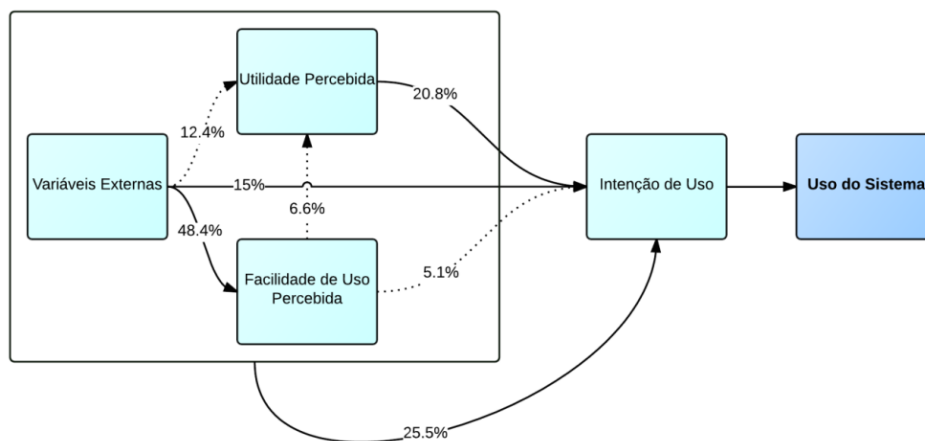 Utilidade Percebida
20.8%
12.4%
Variáveis Externas
15%
Intenção de Uso
Uso do Sistema
6.6%
48.4%
Facilidade de Uso
Percebida
5.1%
25.5%